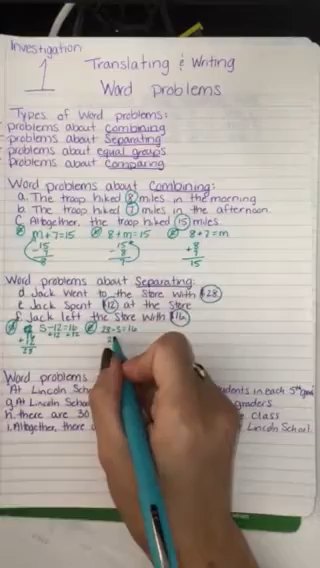 Investigation
1
Translating & Writing
Word Problems
Types of Word problems:
problems about Combining
problems about Separating
problems about equal groups
problems about Comparing
Word problems about Combining:
a. The troop hiked 8 miles in the morning
b. The troop hiked 7 miles in the afternoon.
c. Altogether, the troop hiked 15 miles.
m+7=15
8+m=15
8+7=m
15
15
8
-8
+7
8
7
15
Word problems about Separating:
d. Jack went to the store with $28
e. Jack spent $12 at the store
f. Jack left the store with $16
S-12=16
+12 +12
28-S=16
28
Word problems
At Lincoln School
students in each 5th grade
g. At Lincoln School
graders
h. there are 30
class
i. Altogether, there
Lincoln School